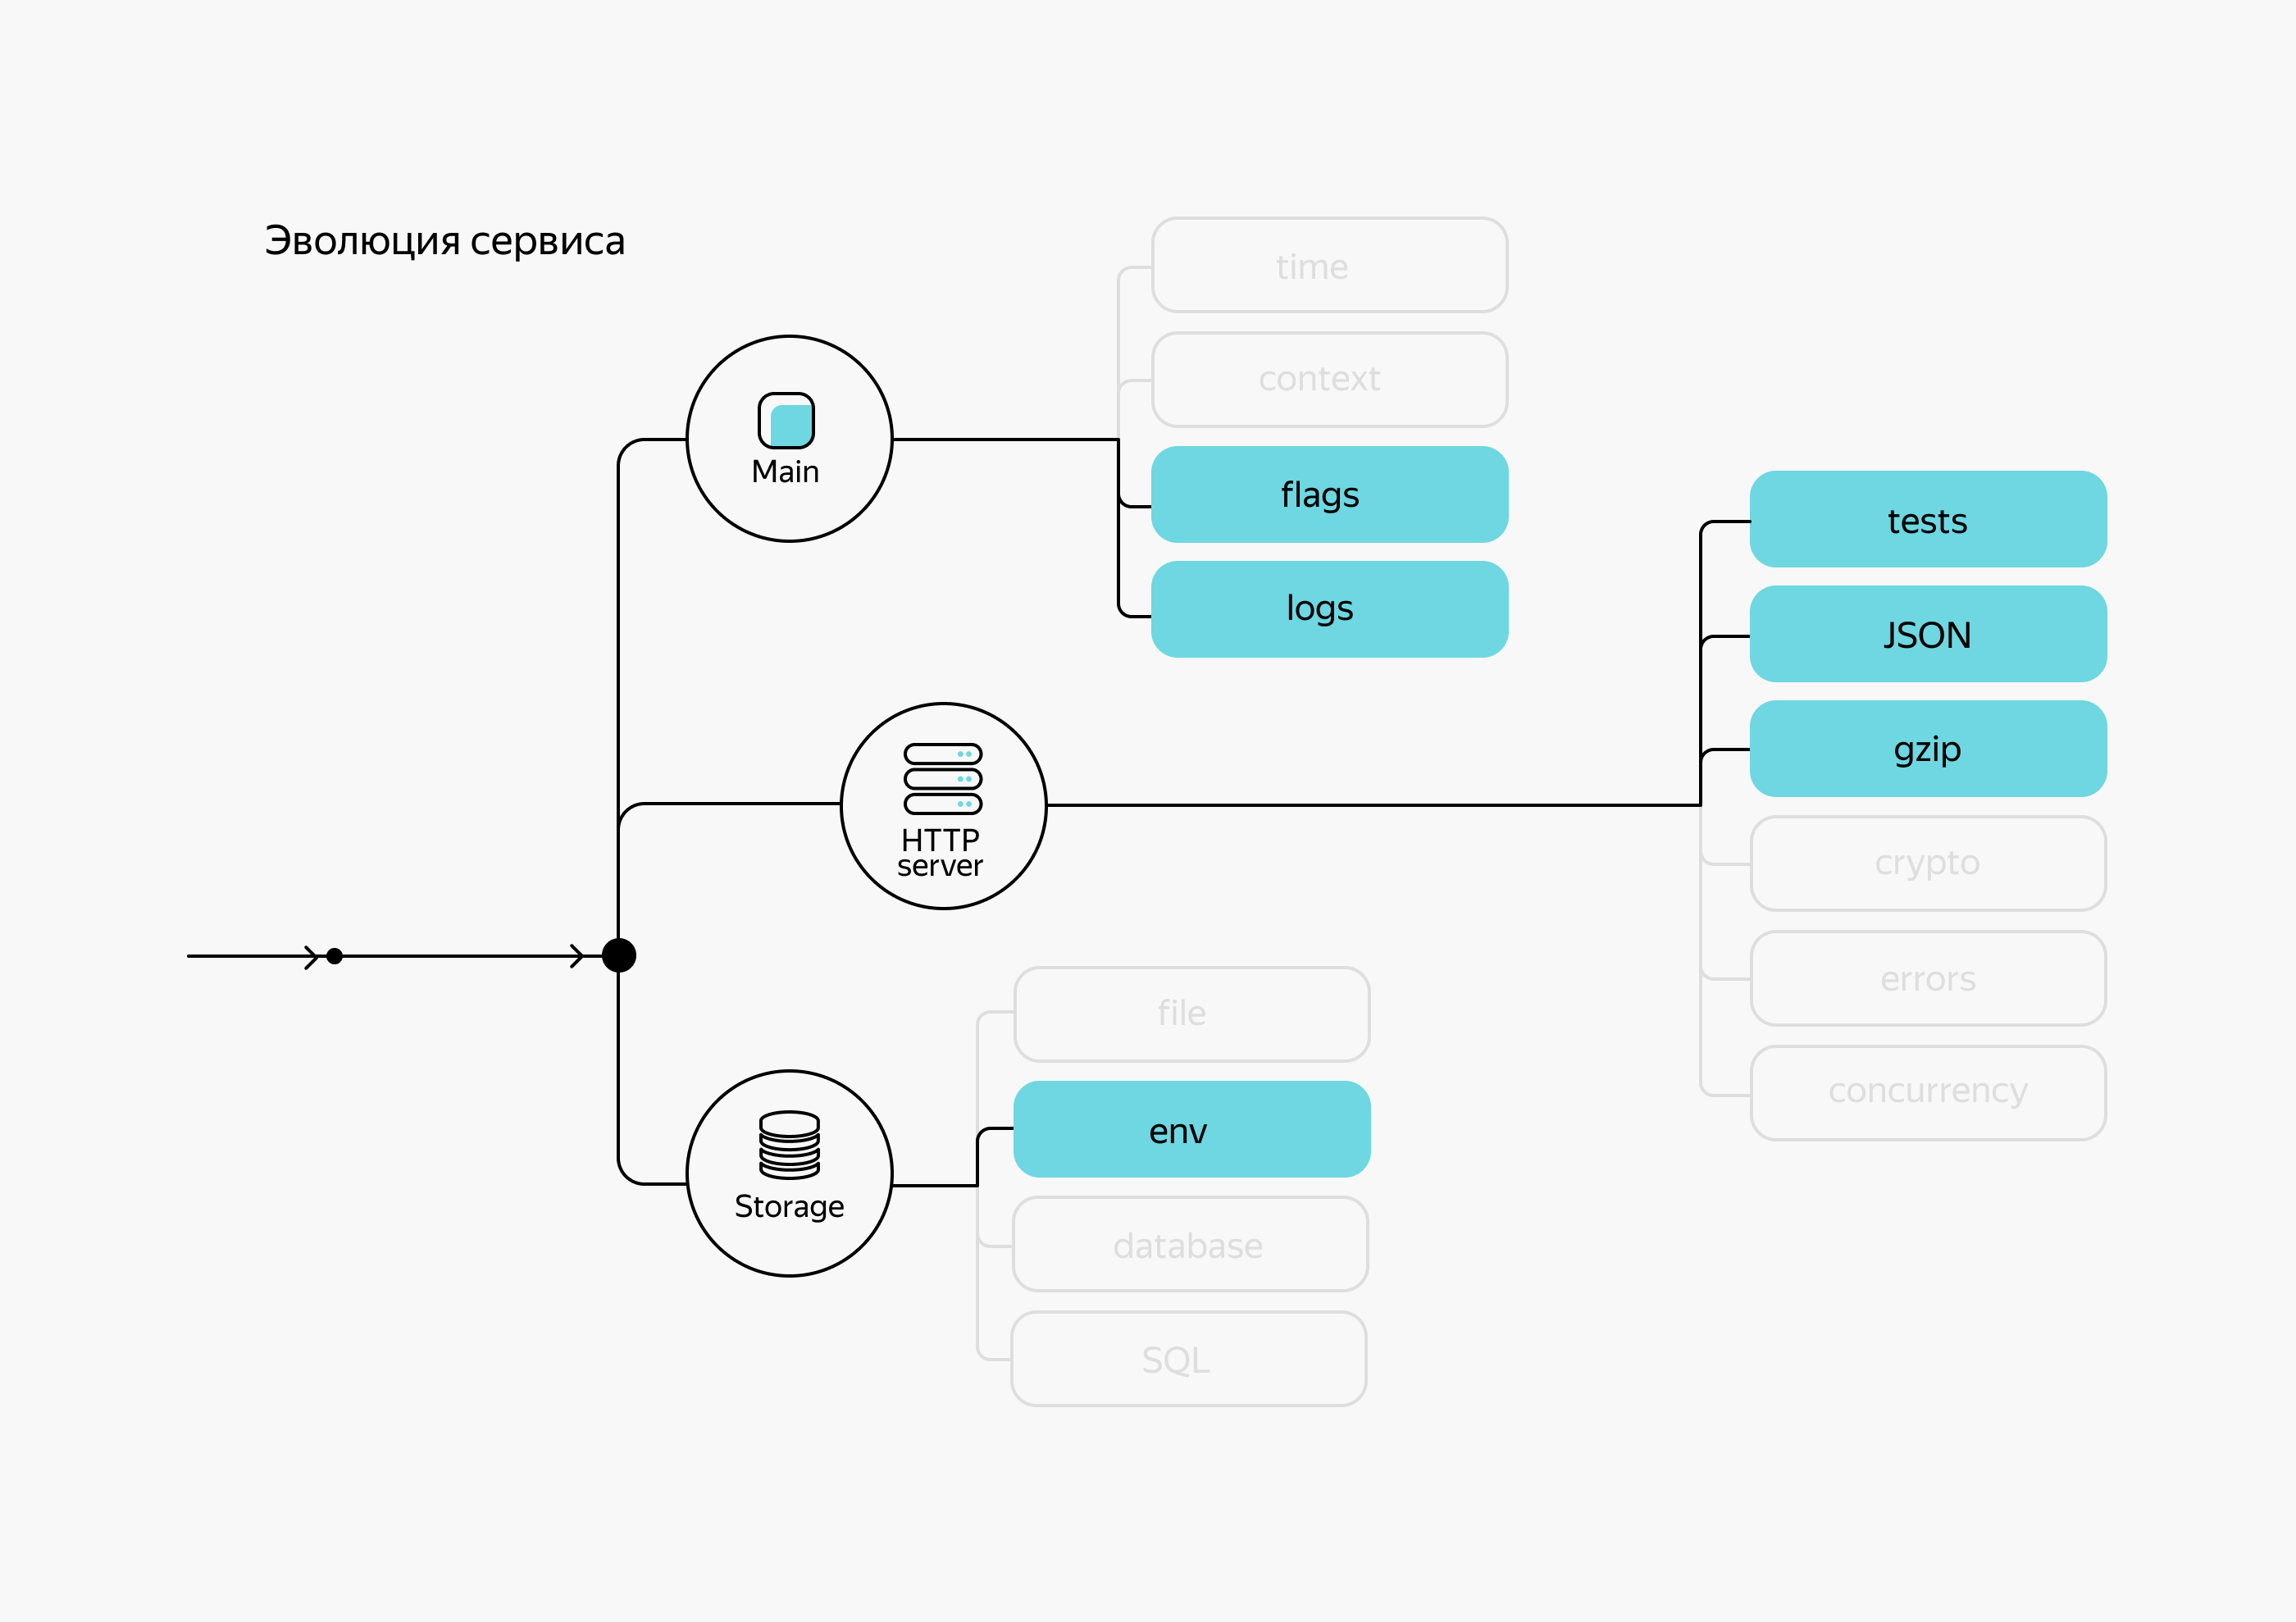 Эволюция сервиса
Main
time
context
flags
logs
HTTP
server
tests
JSON
gzip
crypto
errors
concurrency
Storage
file
env
database
SQL